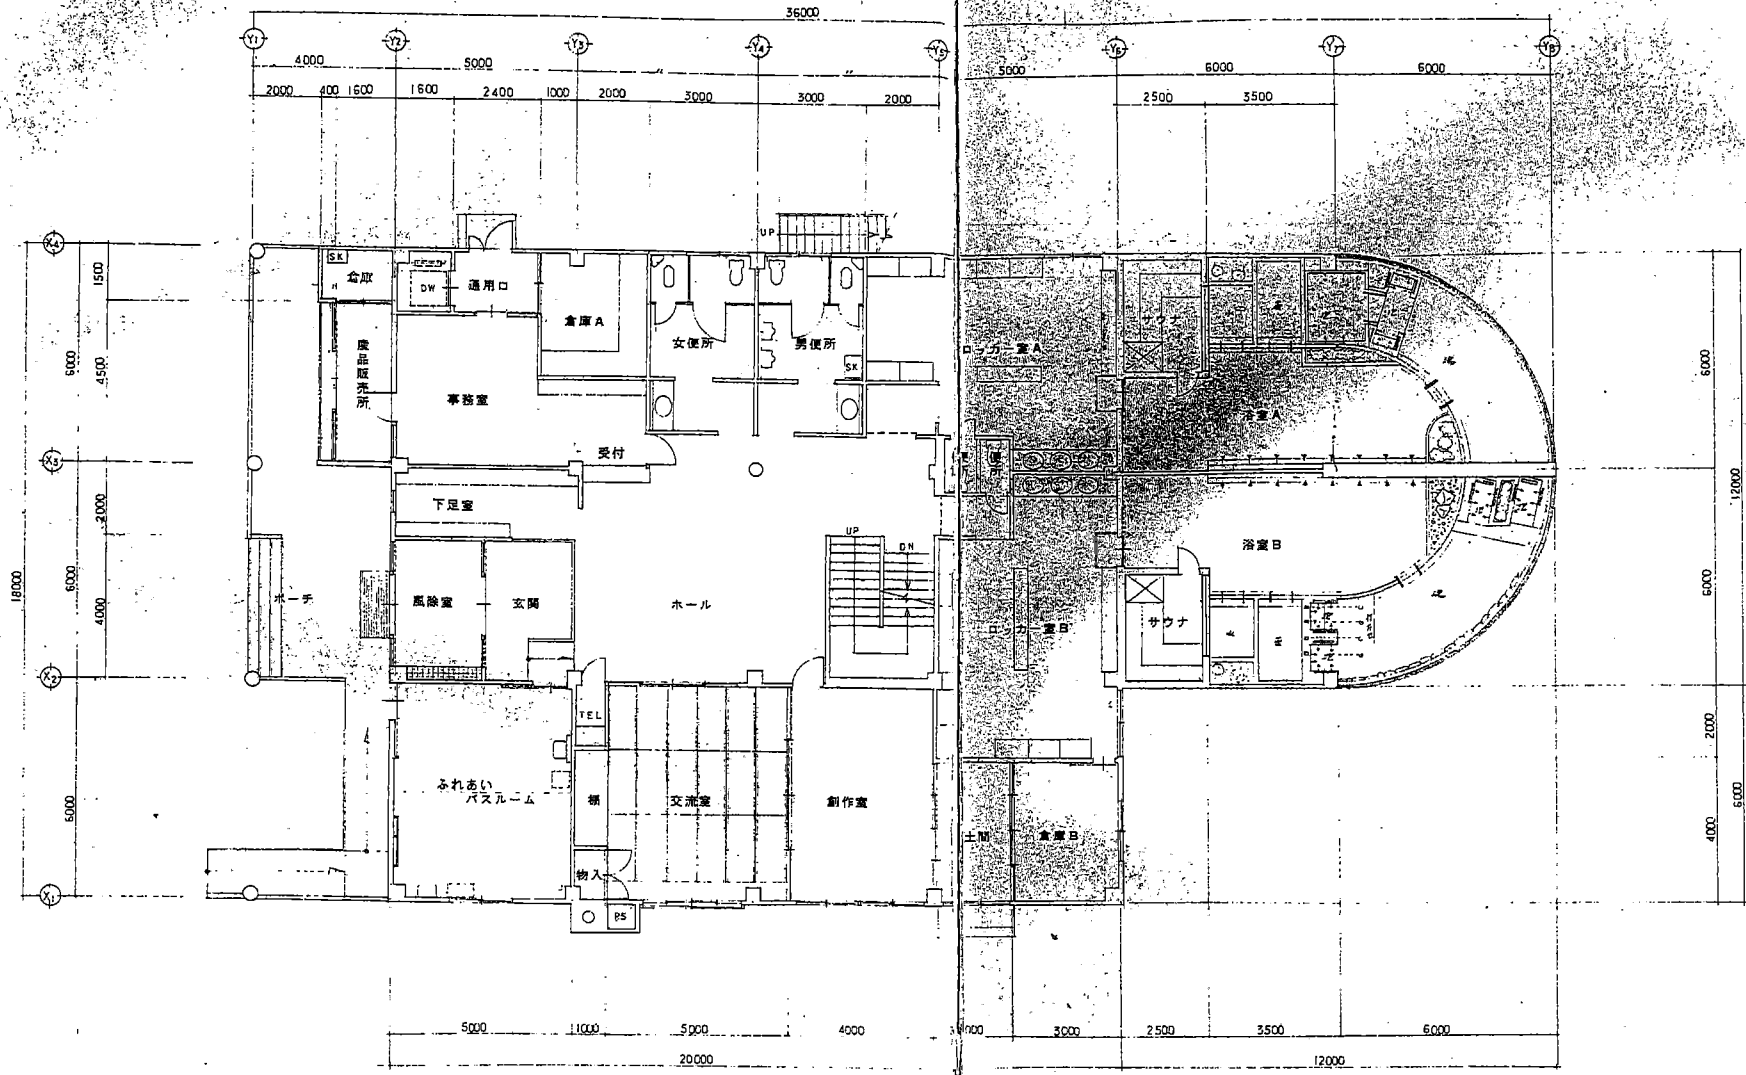 36000
Y1 Y2 Y3 Y4 Y5 Y6 Y7 Y8
4000 5000 〃 〃 5000 6000 6000
2000 400 1600 1600 2400 1000 2000 3000 3000 2000 2500 3500
X4
X3
X2
X1
18000
6000
6000
6000
1500
4500
2000
4000
SK
倉庫
DW
通用口
倉庫A
女便所
男便所
SK
UP
ロッカー室A
サウナ
浴室A
産品販売所
事務室
受付
便所
下足室
UP
DN
浴室B
ポーチ
風除室
玄関
ホール
ロッカー室B
サウナ
TEL
ふれあい
バスルーム
棚
交流室
創作室
土間
倉庫B
物入
PS
6000
12000
6000
2000
6000
4000
5000 1000 5000 4000 3000 2500 3500 6000
20000 12000